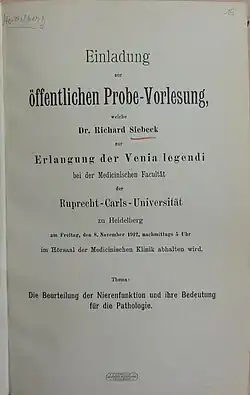 Einladung
zur
öffentlichen Probe-Vorlesung,
welche
Dr. Richard Siebeck
zur
Erlangung der Venia legendi
bei der Medicinischen Facultät
der
Ruprecht-Carls-Universität
zu Heidelberg
am Freitag, den 8. November 1912, nachmittags 5 Uhr
im Hörsaal der Medicinischen Klinik abhalten wird.
Thema:
Die Beurteilung der Nierenfunktion und ihre Bedeutung
für die Pathologie.